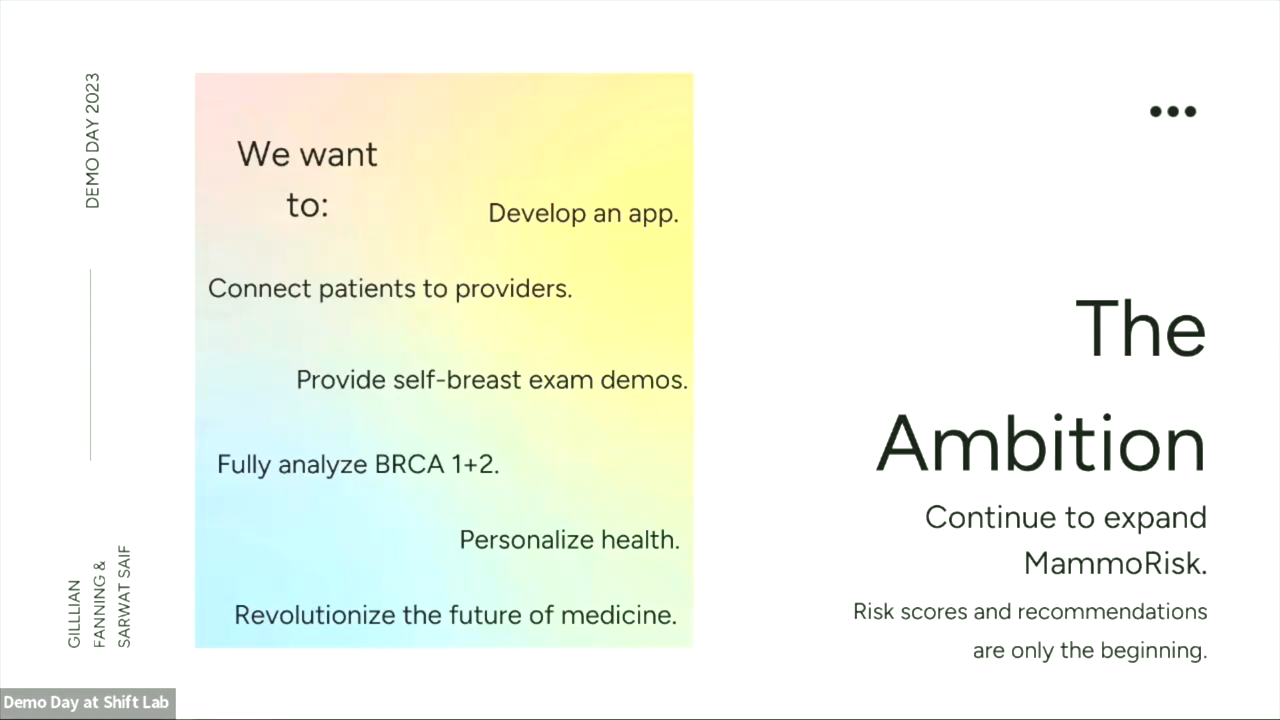 DEMO DAY 2023
GILLLIAN
FANNING &
SARWAT SAIF
We want
to:
Develop an app.
Connect patients to providers.
Provide self-breast exam demos.
Fully analyze BRCA 1+2.
Personalize health.
Revolutionize the future of medicine.
The
Ambition
Continue to expand
MammoRisk.
Risk scores and recommendations
are only the beginning.
Demo Day at Shift Lab